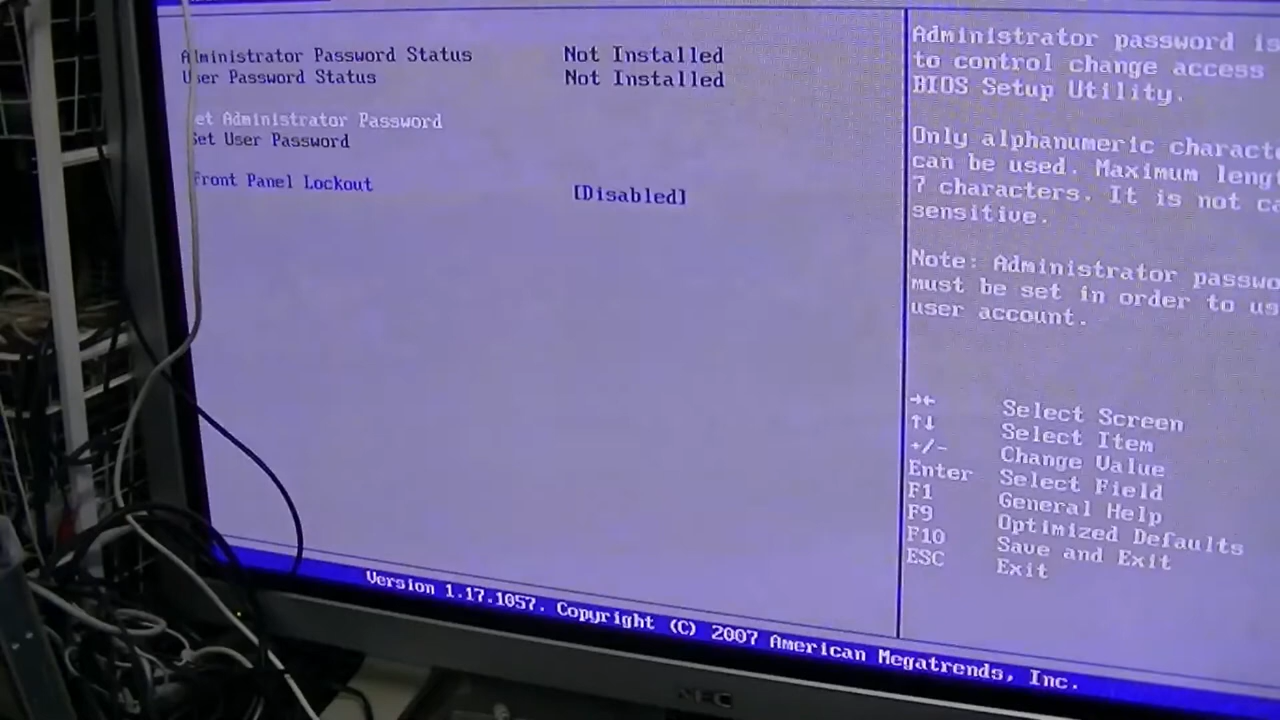 Administrator Password Status Not Installed
User Password Status Not Installed
Set Administrator Password
Set User Password
Front Panel Lockout [Disabled]
Administrator password is
to control change access
BIOS Setup Utility.
Only alphanumeric characte
can be used. Maximum lengt
7 characters. It is not ca
sensitive.
Note: Administrator passwo
must be set in order to us
user account.
→← Select Screen
↑↓ Select Item
+/- Change Value
Enter Select Field
F1 General Help
F9 Optimized Defaults
F10 Save and Exit
ESC Exit
Version 1.17.1057. Copyright (C) 2007 American Megatrends, Inc.
NEC